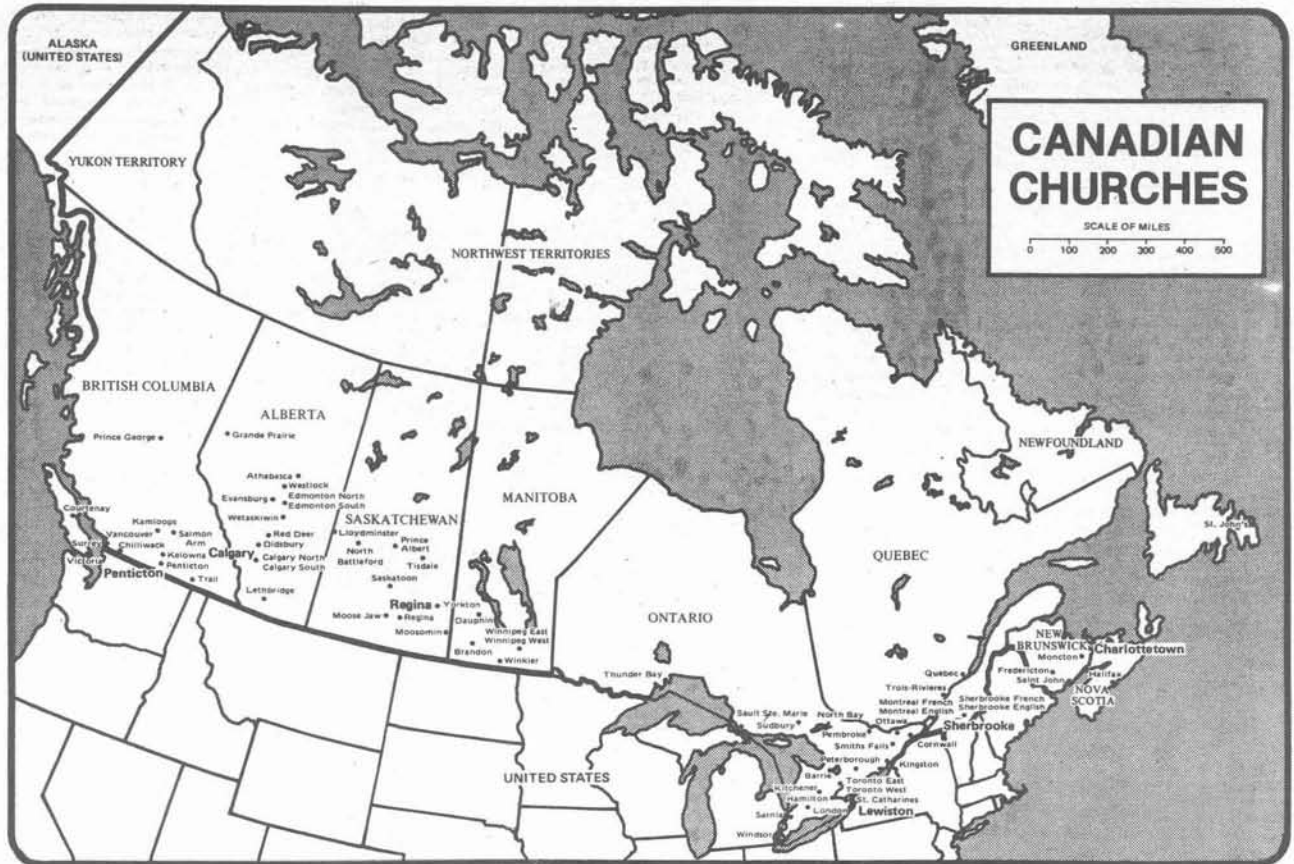 ALASKA
(UNITED STATES)
GREENLAND
CANADIAN
CHURCHES
SCALE OF MILES
0 100 200 300 400 500
YUKON TERRITORY
NORTHWEST TERRITORIES
BRITISH COLUMBIA
Prince George
Courtenay
Kamloops
Vancouver
Salmon
Arm
Surrey
Chilliwack
Kelowna
Victoria
Penticton
Penticton
Trail
ALBERTA
Grande Prairie
Athabasca
Westlock
Evansburg
Edmonton North
Edmonton South
Wetaskiwin
Red Deer
Didsbury
Calgary
Calgary North
Calgary South
Lethbridge
SASKATCHEWAN
Lloydminster
Prince
Albert
North
Battleford
Tisdale
Saskatoon
Regina
Yorkton
Moose Jaw
Regina
Moosomin
MANITOBA
Dauphin
Winnipeg East
Winnipeg West
Brandon
Winkler
ONTARIO
Thunder Bay
Sault Ste. Marie
Sudbury
North Bay
Ottawa
Pembroke
Smiths Falls
Cornwall
Peterborough
Kingston
Barrie
Toronto East
Toronto West
Kitchener
Hamilton
St. Catharines
London
Lewiston
Sarnia
Windsor
UNITED STATES
QUEBEC
Quebec
Trois-Rivieres
Montreal French
Montreal English
Sherbrooke French
Sherbrooke English
Sherbrooke
NEWFOUNDLAND
St. John's
NEW
BRUNSWICK
Moncton
Charlottetown
Fredericton
Saint John
Halifax
NOVA
SCOTIA